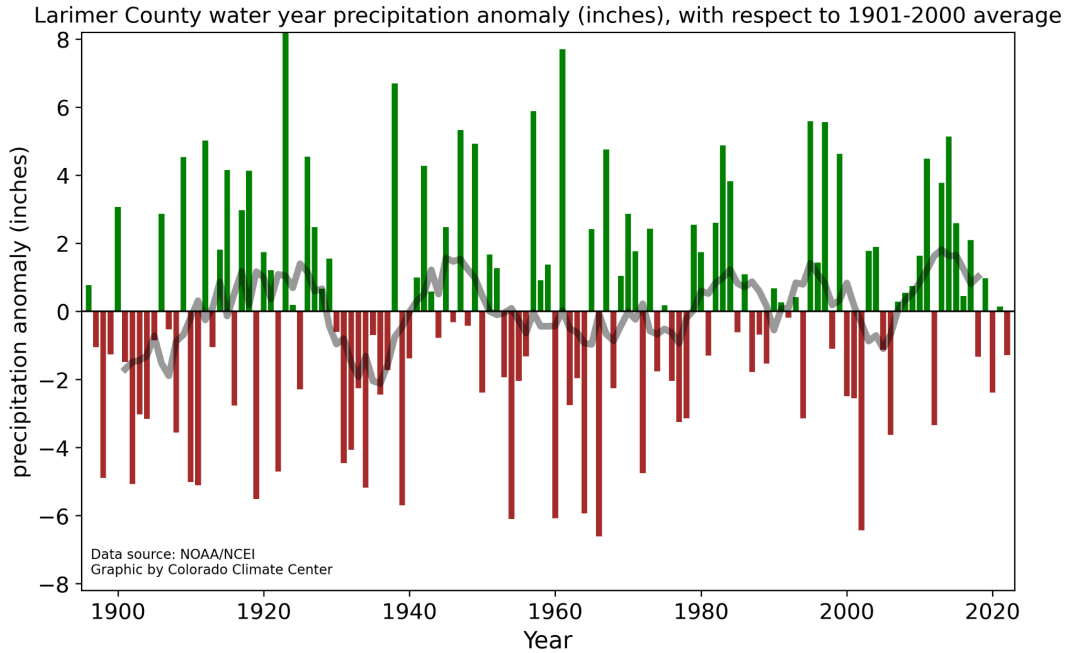 Larimer County water year precipitation anomaly (inches), with respect to 1901-2000 average
8
6
4
2
0
−2
−4
−6
−8
precipitation anomaly (inches)
Data source: NOAA/NCEI
Graphic by Colorado Climate Center
1900 1920 1940 1960 1980 2000 2020
Year